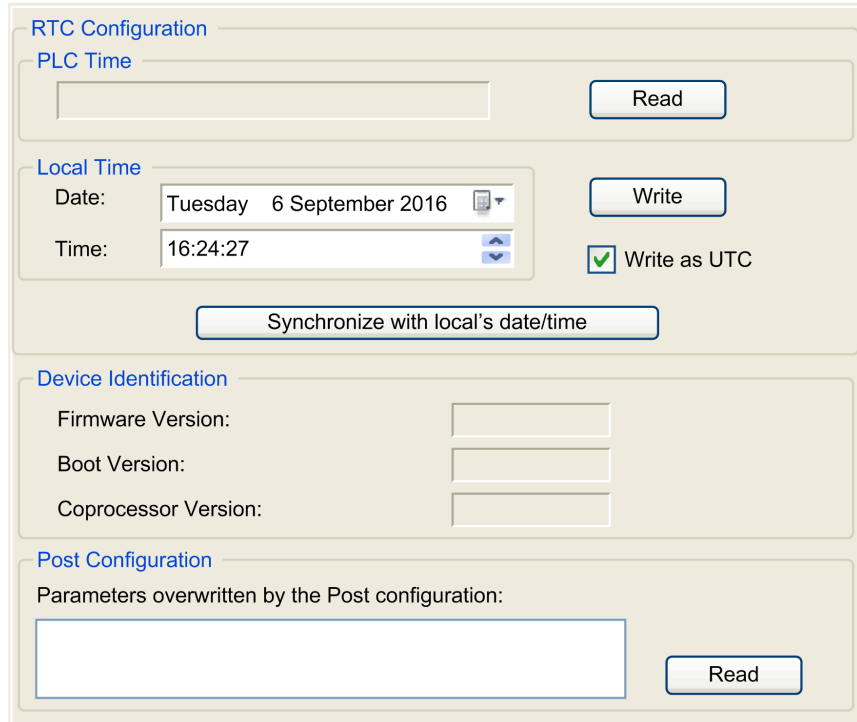 RTC Configuration
PLC Time
Read
Local Time
Date: Tuesday 6 September 2016
Write
Time: 16:24:27
Write as UTC
Synchronize with local's date/time
Device Identification
Firmware Version:
Boot Version:
Coprocessor Version:
Post Configuration
Parameters overwritten by the Post configuration:
Read